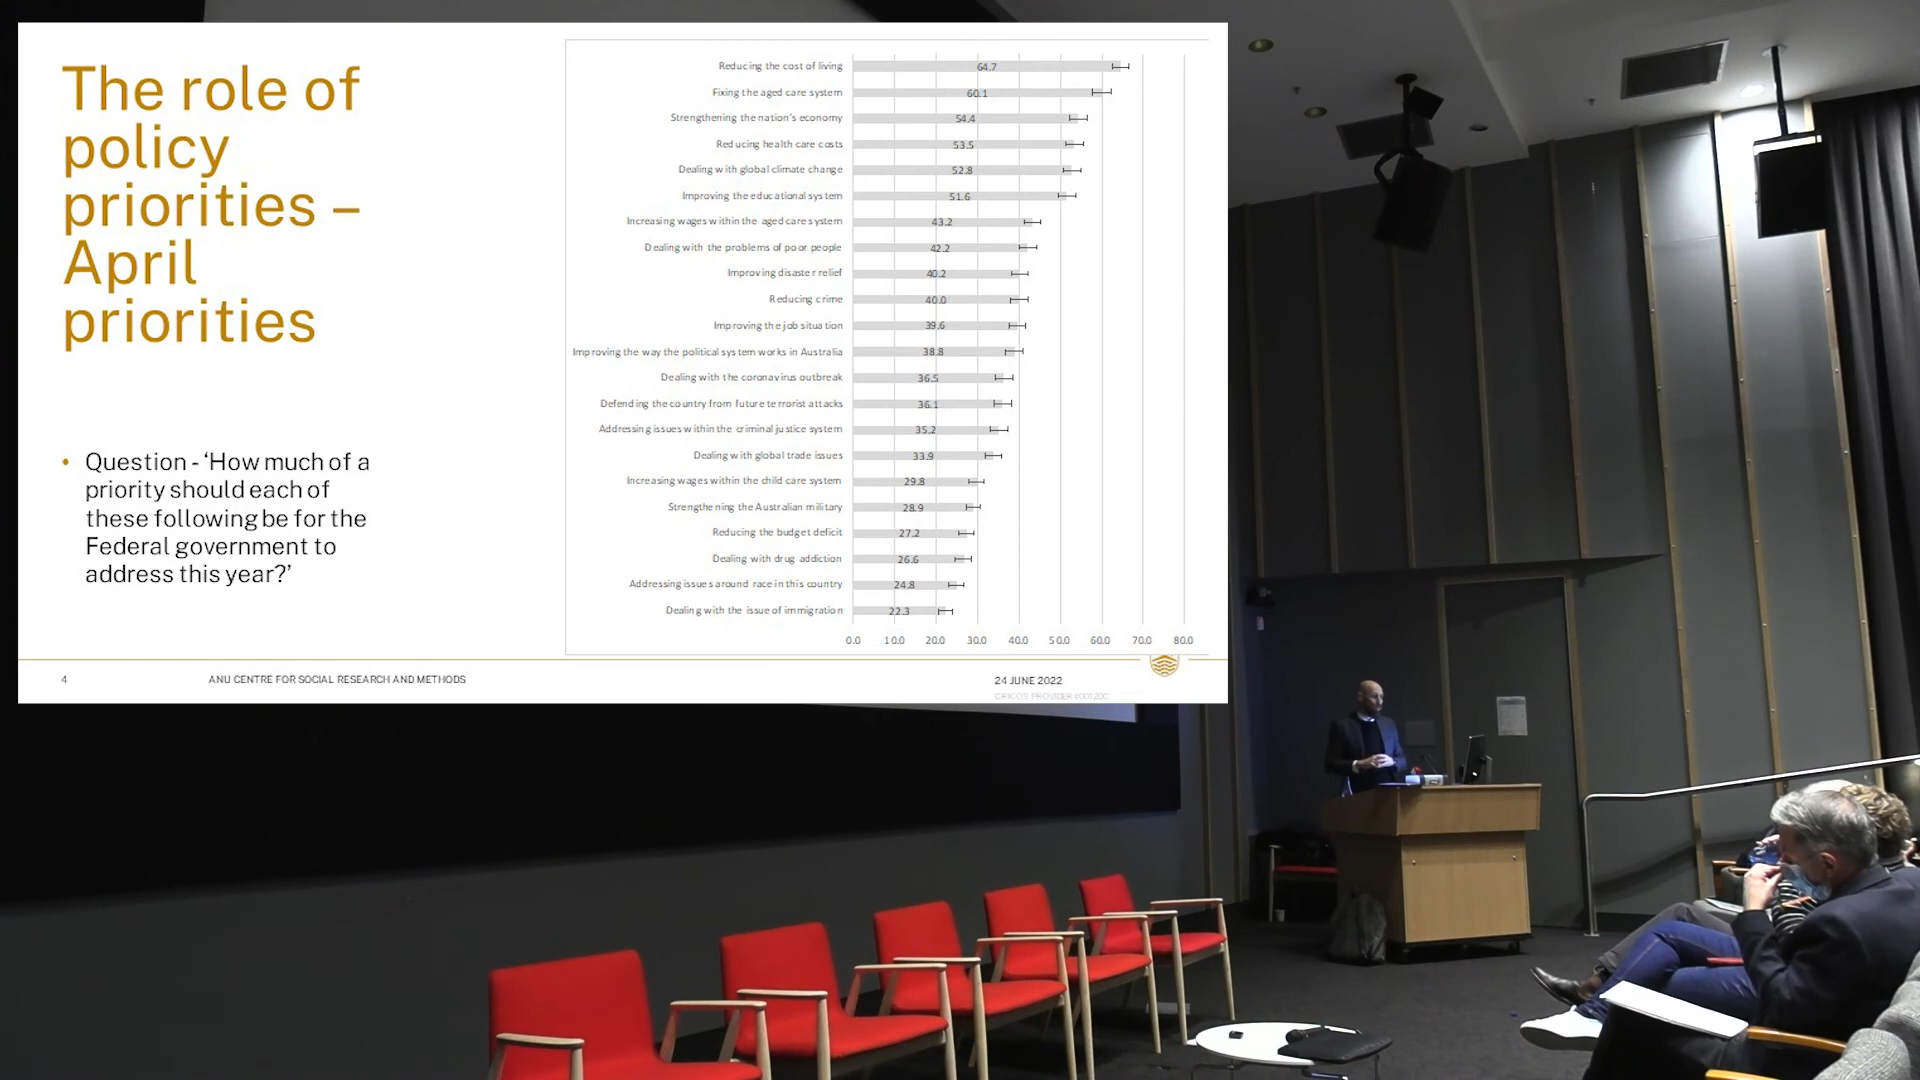 The role of
policy
priorities –
April
priorities
• Question - ‘How much of a
priority should each of
these following be for the
Federal government to
address this year?’
Reducing the cost of living 64.7
Fixing the aged care system 60.1
Strengthening the nation's economy 54.4
Reducing health care costs 53.5
Dealing with global climate change 52.8
Improving the educational system 51.6
Increasing wages within the aged care system 43.2
Dealing with the problems of poor people 42.2
Improving disaster relief 40.2
Reducing crime 40.0
Improving the job situation 39.6
Improving the way the political system works in Australia 38.8
Dealing with the coronavirus outbreak 36.5
Defending the country from future terrorist attacks 36.1
Addressing issues within the criminal justice system 35.2
Dealing with global trade issues 33.9
Increasing wages within the child care system 29.8
Strengthening the Australian military 28.9
Reducing the budget deficit 27.2
Dealing with drug addiction 26.6
Addressing issues around race in this country 24.8
Dealing with the issue of immigration 22.3
0.0 10.0 20.0 30.0 40.0 50.0 60.0 70.0 80.0
4 ANU CENTRE FOR SOCIAL RESEARCH AND METHODS 24 JUNE 2022
CRICOS PROVIDER #00120C